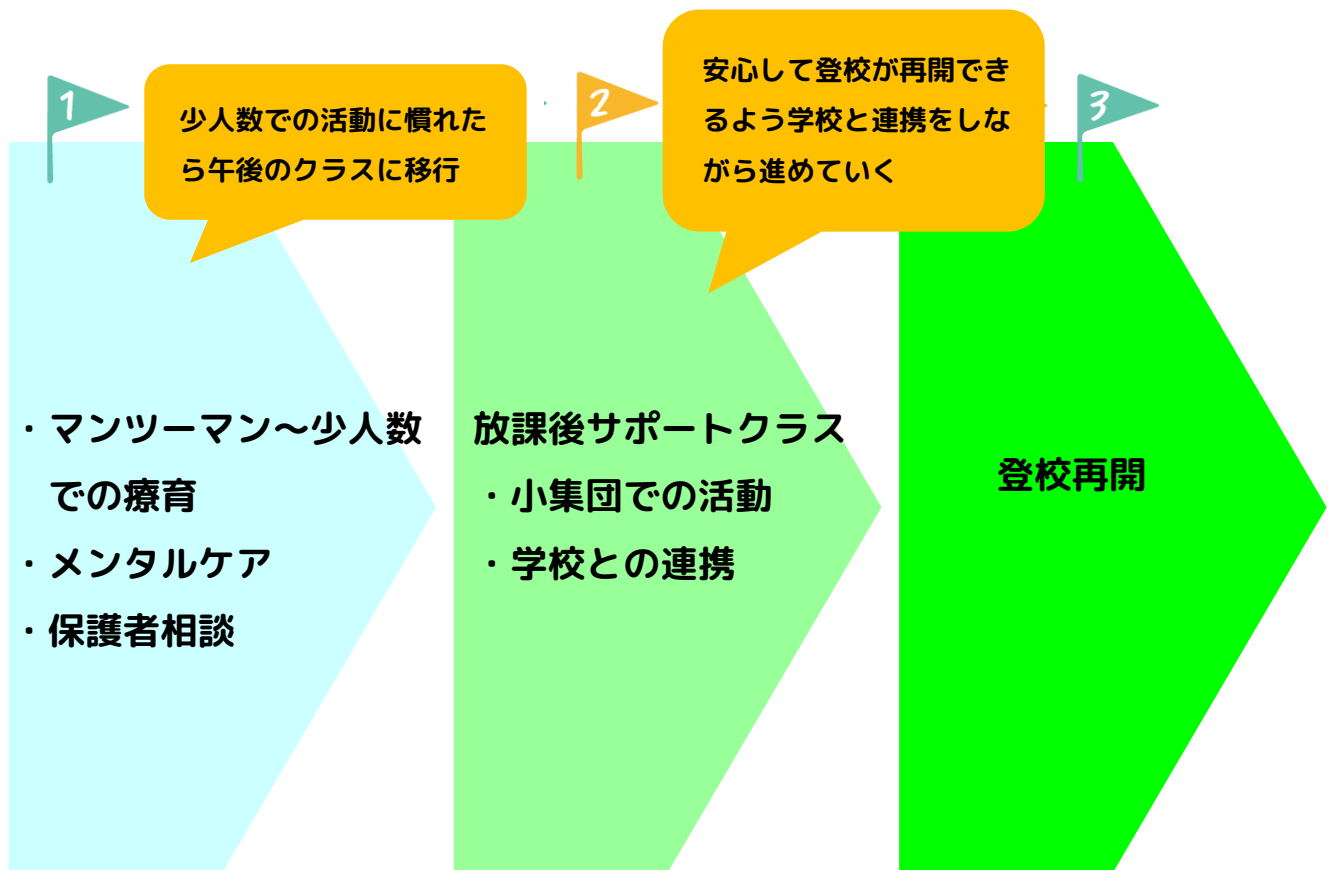 1
少人数での活動に慣れた
ら午後のクラスに移行
2
安心して登校が再開でき
るよう学校と連携をしな
がら進めていく
3
・マンツーマン～少人数
での療育
・メンタルケア
・保護者相談
放課後サポートクラス
・小集団での活動
・学校との連携
登校再開